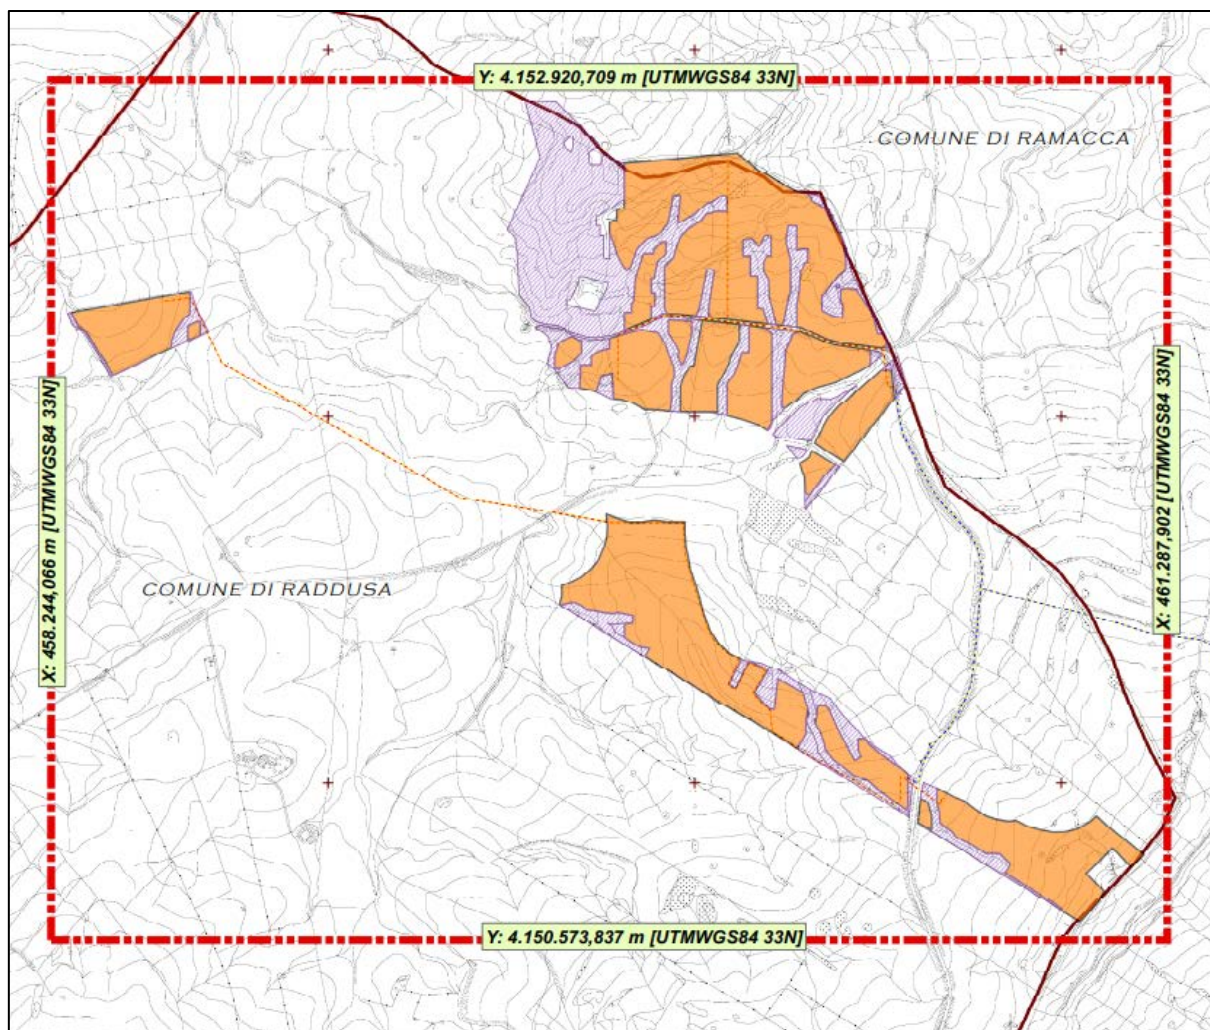 Y: 4.152.920,709 m [UTMWGS84 33N]
COMUNE DI RAMACCA
X: 458.244,066 m [UTMWGS84 33N]
X: 461.287,902 [UTMWGS84 33N]
COMUNE DI RADDUSA
Y: 4.150.573,837 m [UTMWGS84 33N]